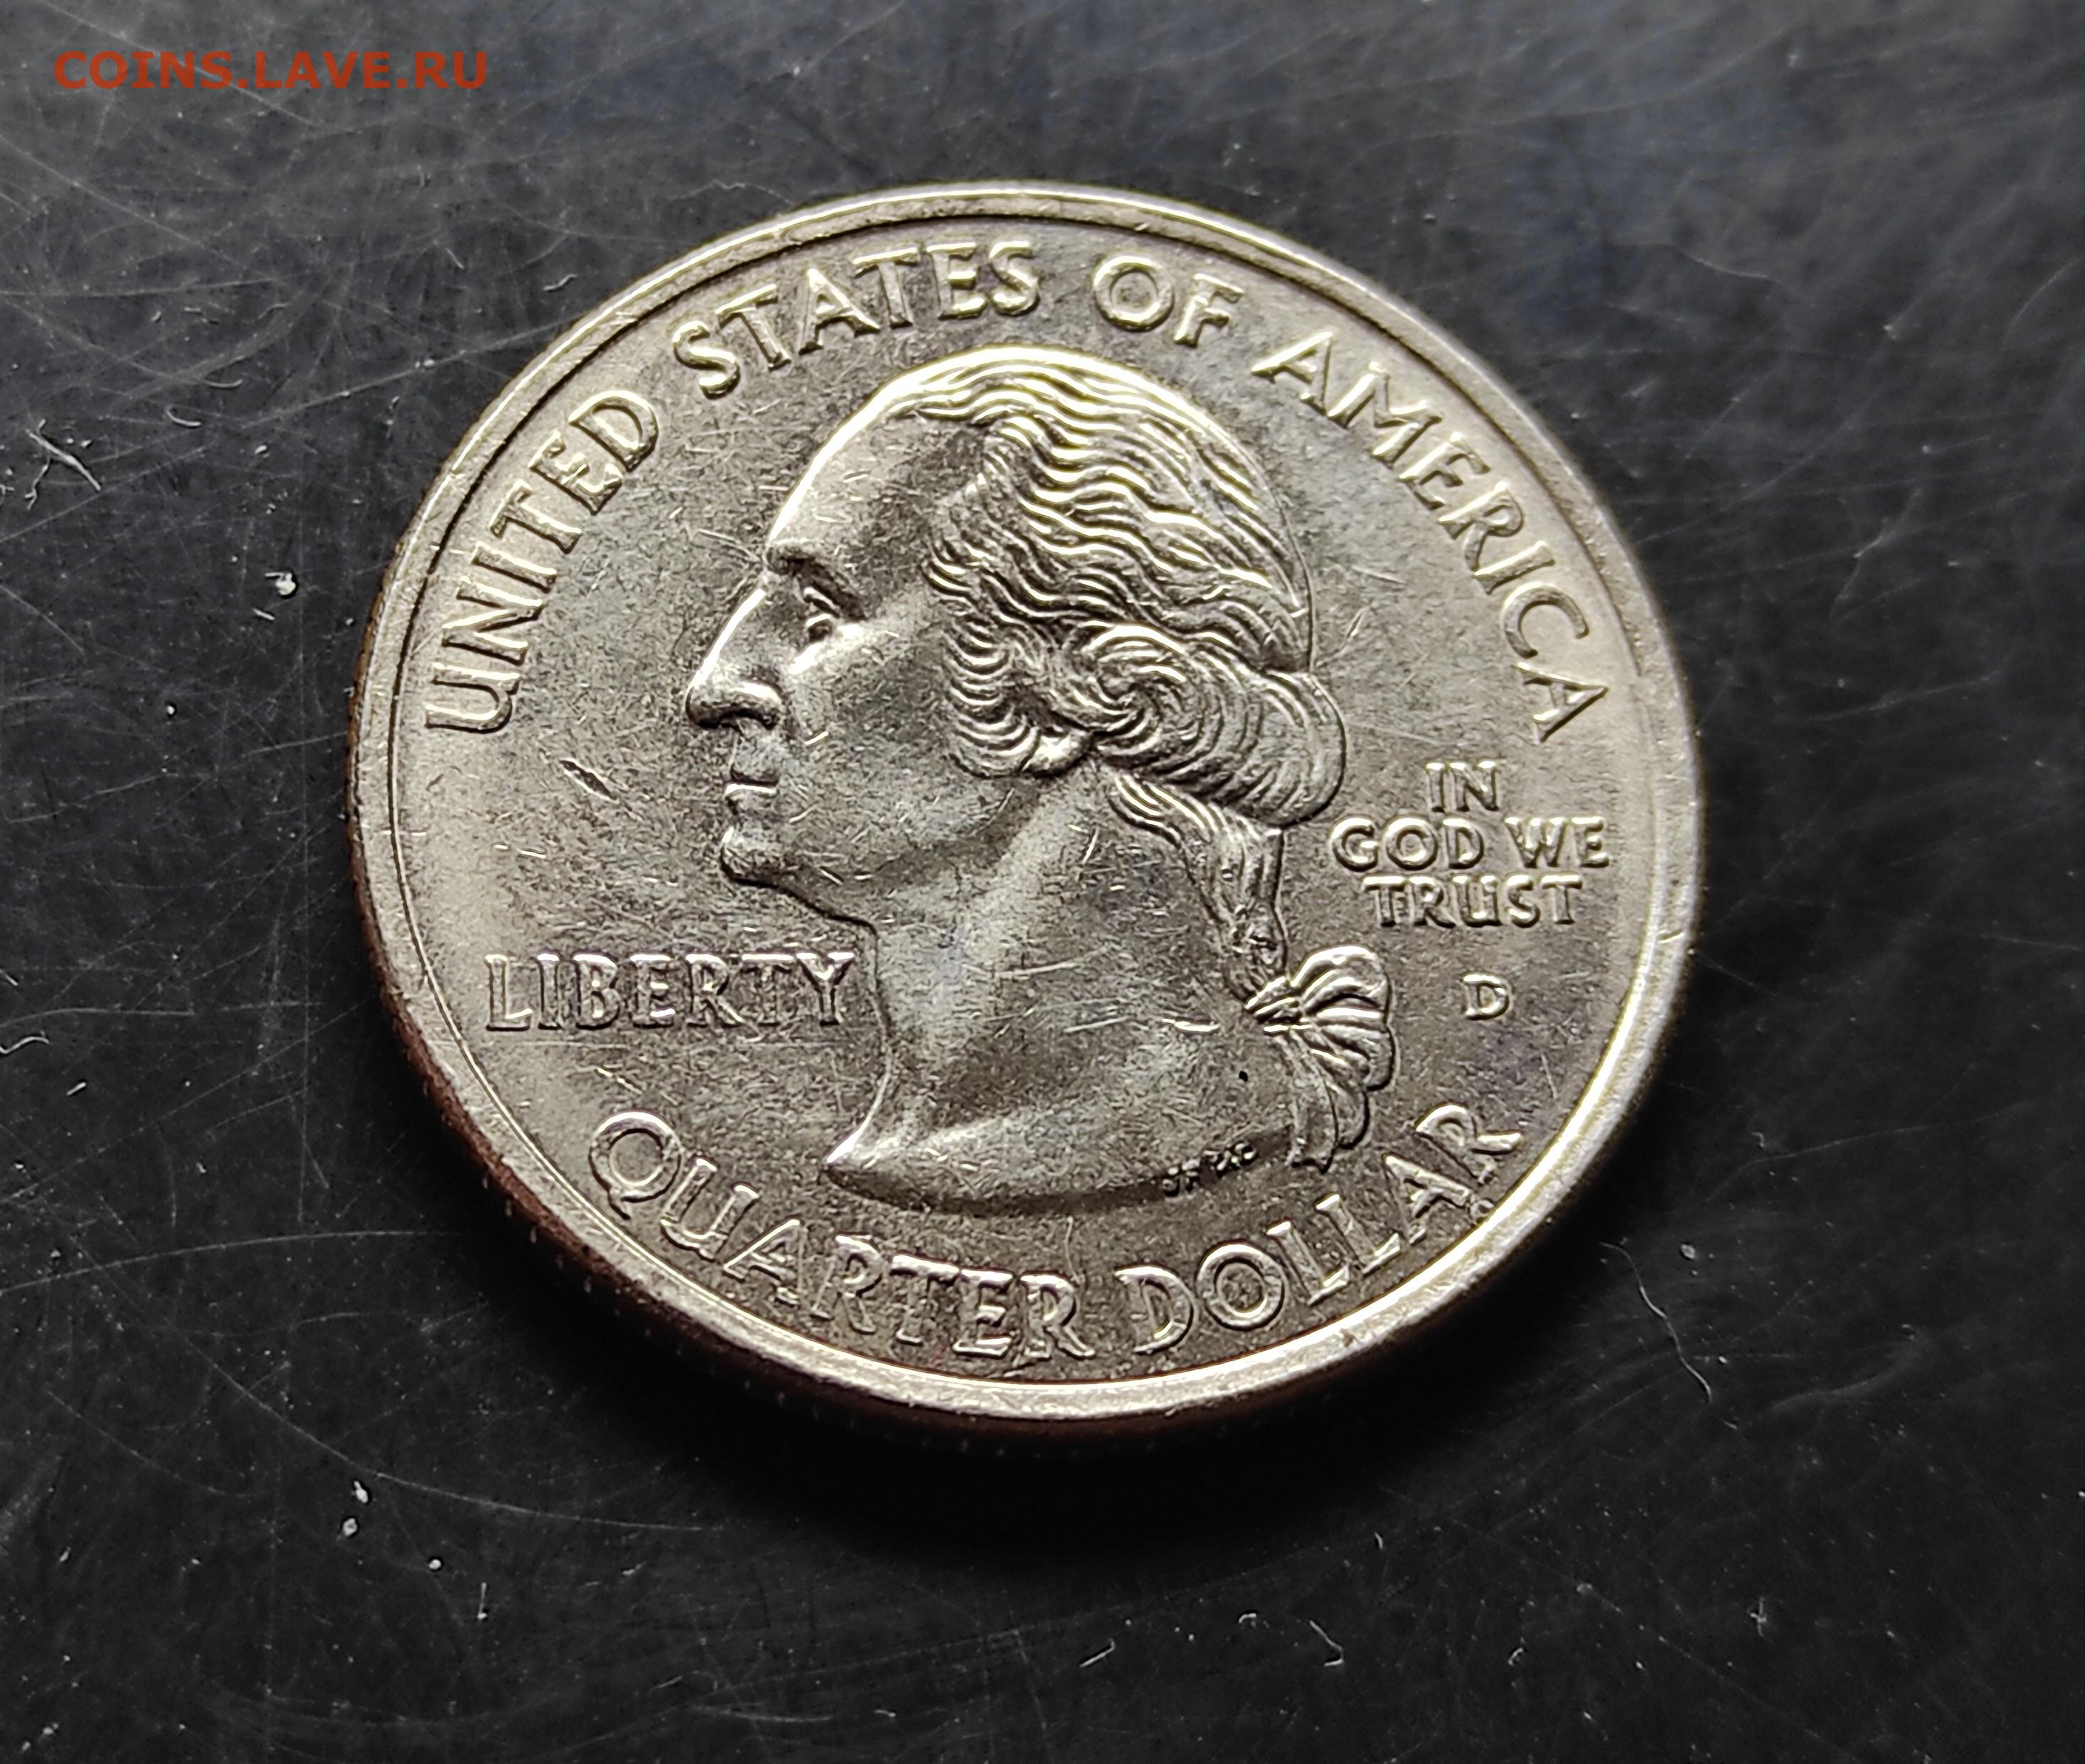 COINS.LAVE.RU
UNITED STATES OF AMERICA
IN
GOD WE
TRUST
LIBERTY
D
QUARTER DOLLAR